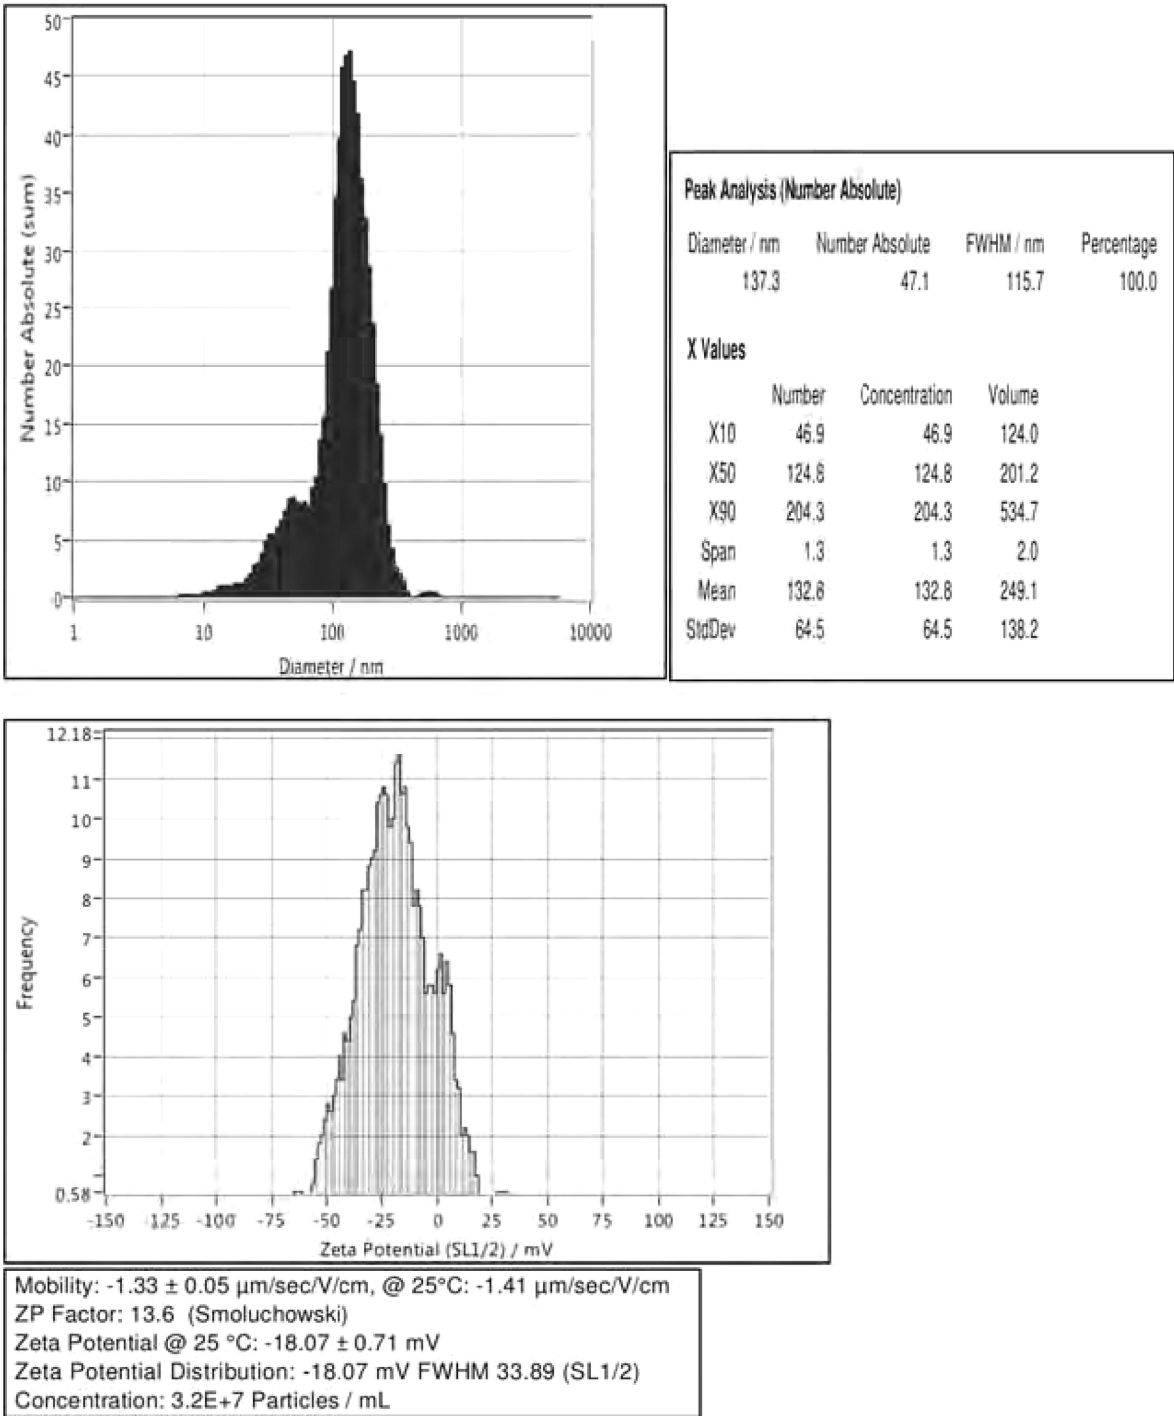 50
45
40
35
30
25
20
15
10
5
0
Number Absolute (sum)
1 10 100 1000 10000
Diameter / nm
Peak Analysis (Number Absolute)
Diameter / nm Number Absolute FWHM / nm Percentage
137.3 47.1 115.7 100.0
X Values
Number Concentration Volume
X10 46.9 46.9 124.0
X50 124.8 124.8 201.2
X90 204.3 204.3 534.7
Span 1.3 1.3 2.0
Mean 132.8 132.8 249.1
StdDev 64.5 64.5 138.2
12.18
11
10
9
8
7
6
5
4
3
2
0.58
Frequency
-150 -125 -100 -75 -50 -25 0 25 50 75 100 125 150
Zeta Potential (SL1/2) / mV
Mobility: -1.33 ± 0.05 µm/sec/V/cm, @ 25°C: -1.41 µm/sec/V/cm
ZP Factor: 13.6 (Smoluchowski)
Zeta Potential @ 25 °C: -18.07 ± 0.71 mV
Zeta Potential Distribution: -18.07 mV FWHM 33.89 (SL1/2)
Concentration: 3.2E+7 Particles / mL